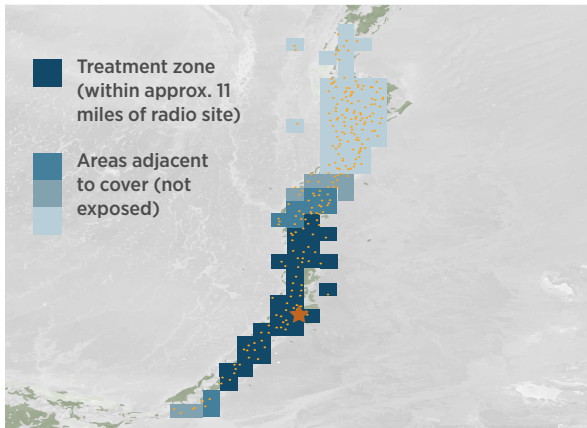 Treatment zone
(within approx. 11
miles of radio site)
Areas adjacent
to cover (not
exposed)